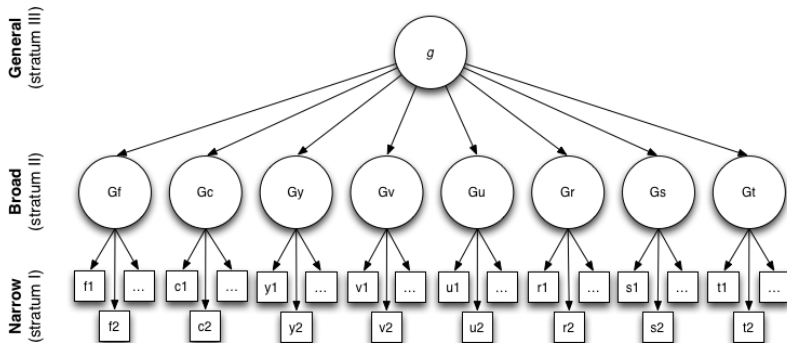 General
(stratum III)
g
Broad
(stratum II)
Gf Gc Gy Gv Gu Gr Gs Gt
Narrow
(stratum I)
f1 ... c1 ... y1 ... v1 ... u1 ... r1 ... s1 ... t1 ...
f2 c2 y2 v2 u2 r2 s2 t2